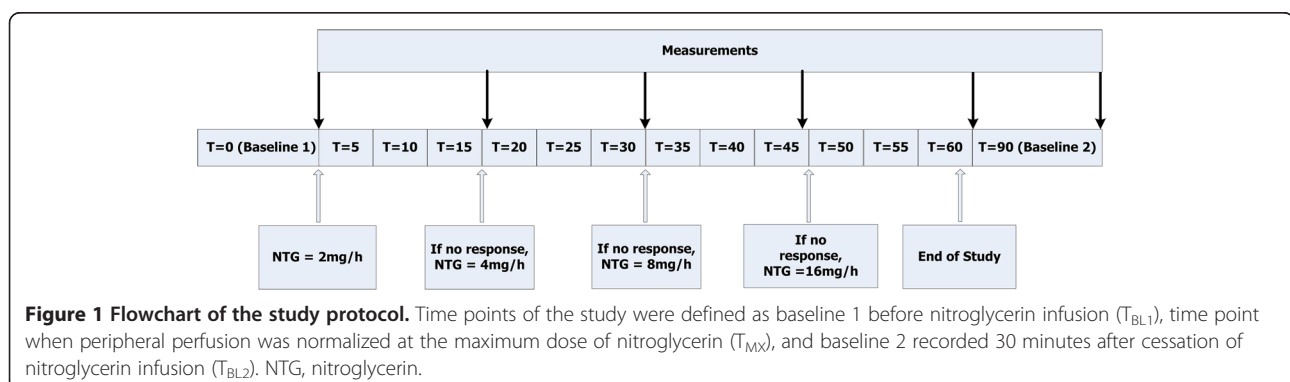 Measurements
T=0 (Baseline 1) T=5 T=10 T=15 T=20 T=25 T=30 T=35 T=40 T=45 T=50 T=55 T=60 T=90 (Baseline 2)
NTG = 2mg/h
If no response,
NTG = 4mg/h
If no response,
NTG = 8mg/h
If no
response,
NTG =16mg/h
End of Study
Figure 1 Flowchart of the study protocol. Time points of the study were defined as baseline 1 before nitroglycerin infusion (TBL1), time point
when peripheral perfusion was normalized at the maximum dose of nitroglycerin (TMX), and baseline 2 recorded 30 minutes after cessation of
nitroglycerin infusion (TBL2). NTG, nitroglycerin.